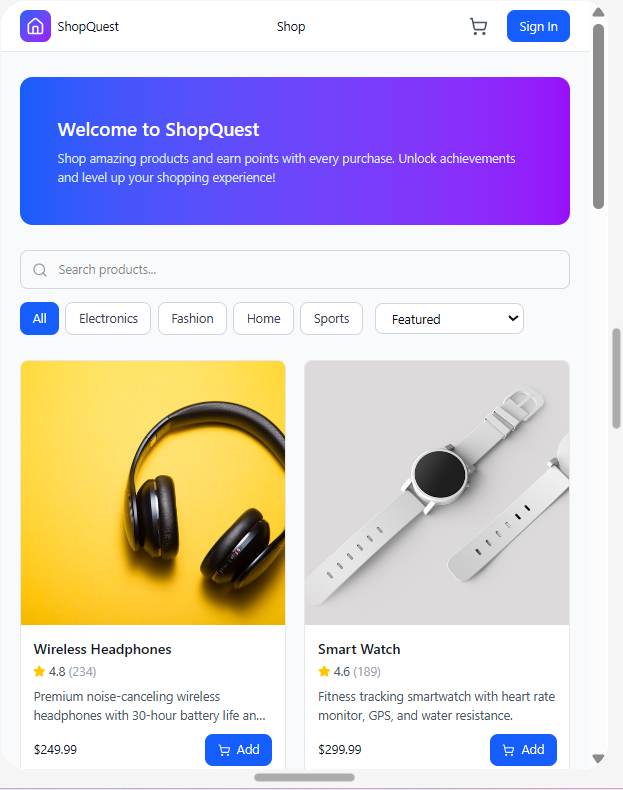 ShopQuest
Shop
Sign In
Welcome to ShopQuest
Shop amazing products and earn points with every purchase. Unlock achievements
and level up your shopping experience!
Search products...
All
Electronics
Fashion
Home
Sports
Featured
Wireless Headphones
4.8 (234)
Premium noise-canceling wireless
headphones with 30-hour battery life an...
$249.99
Add
Smart Watch
4.6 (189)
Fitness tracking smartwatch with heart rate
monitor, GPS, and water resistance.
$299.99
Add